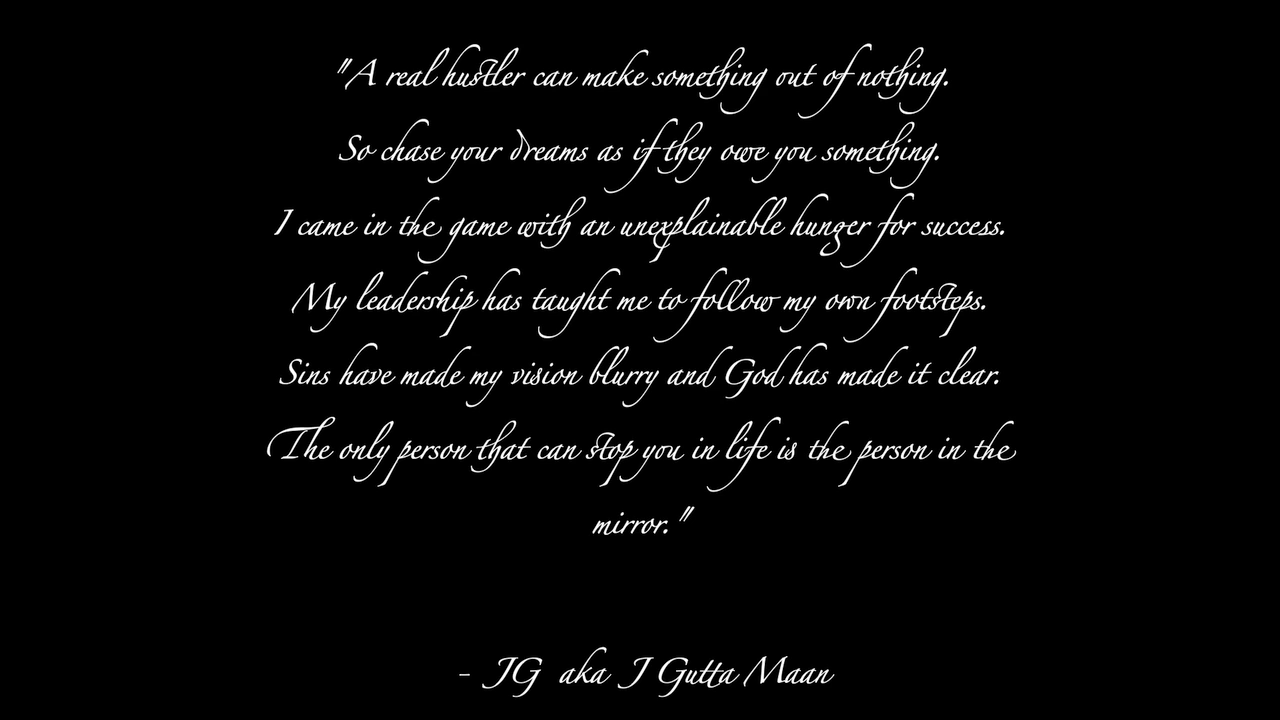 "A real hustler can make something out of nothing.
So chase your dreams as if they owe you something.
I came in the game with an unexplainable hunger for success.
My leadership has taught me to follow my own footsteps.
Sins have made my vision blurry and God has made it clear.
The only person that can stop you in life is the person in the
mirror."
- JG aka J Gutta Maan